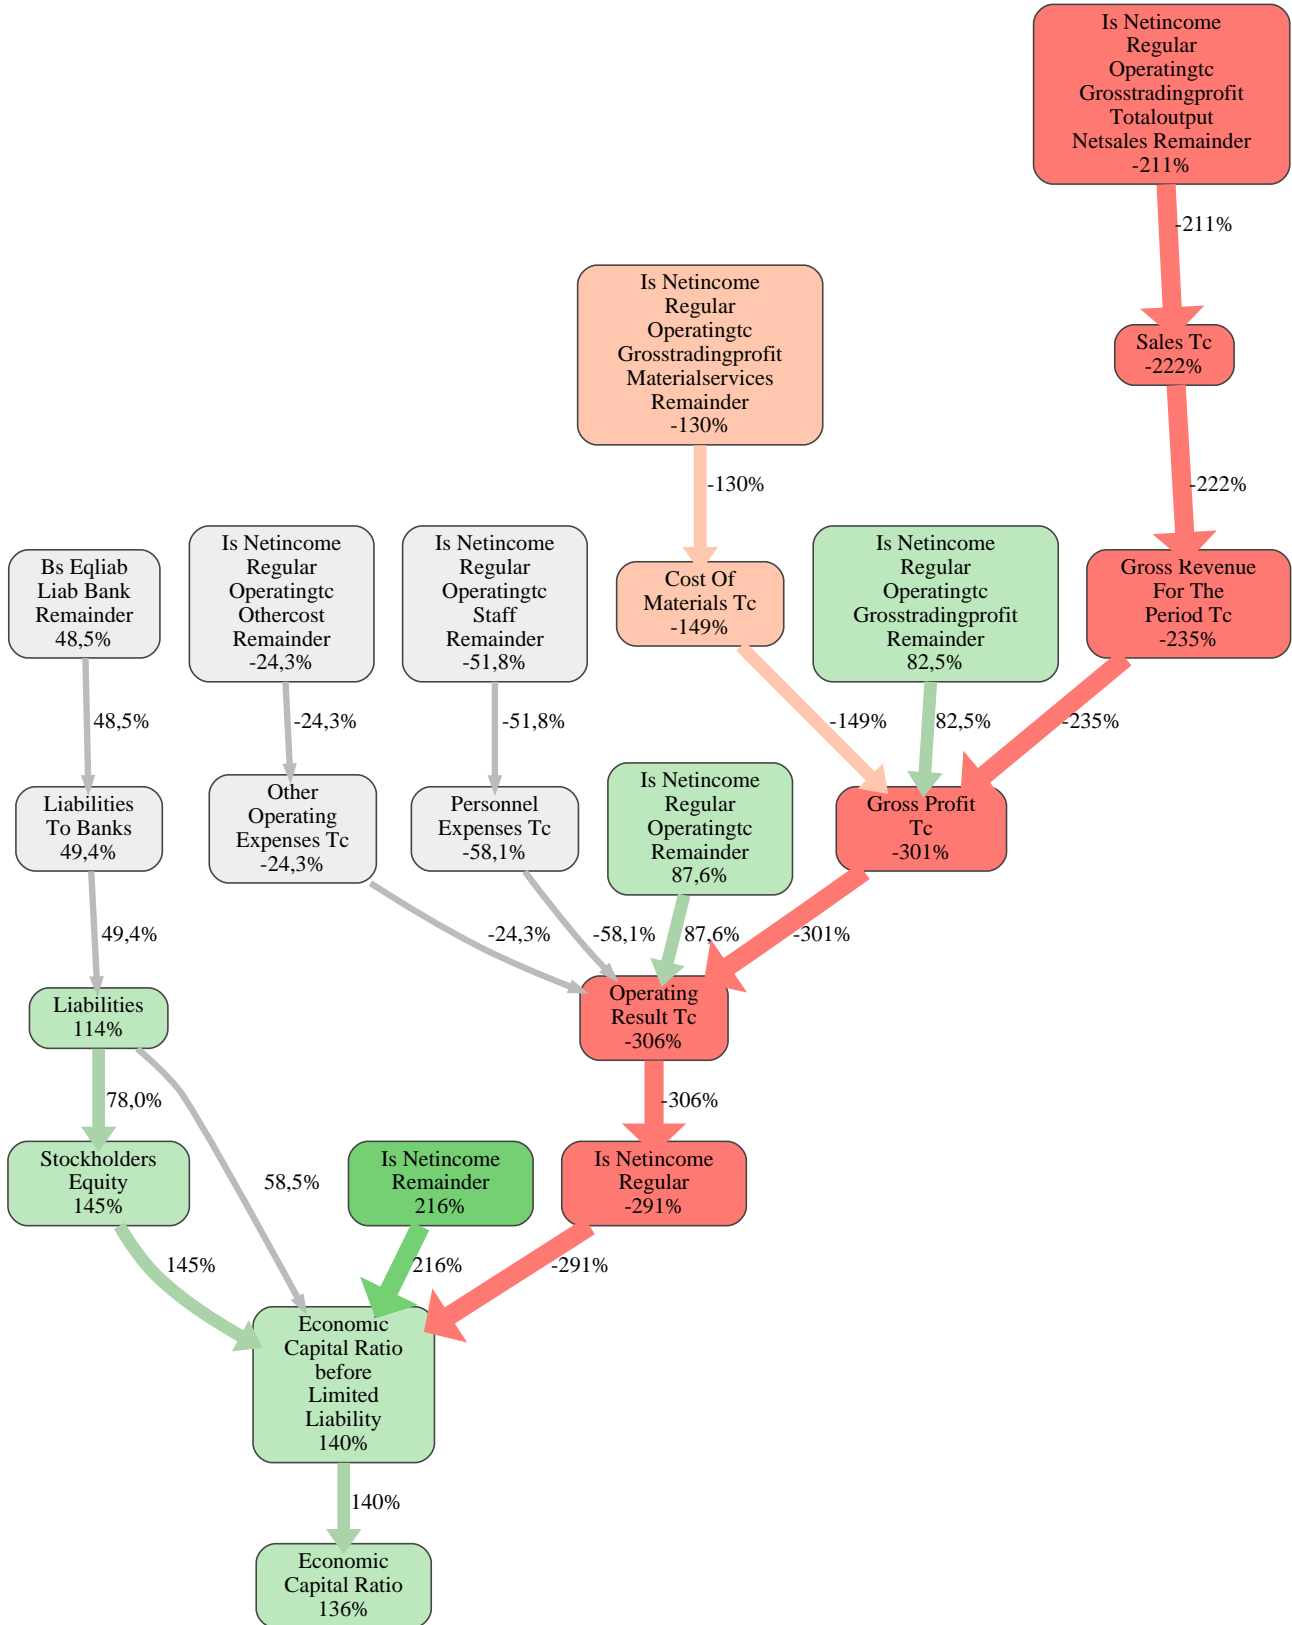 Is Netincome
Regular
Operatingtc
Grosstradingprofit
Totaloutput
Netsales Remainder
-211%
-211%
Is Netincome
Regular
Operatingtc
Grosstradingprofit
Materialservices
Remainder
-130%
Sales Tc
-222%
-130%
-222%
Bs Eqliab
Liab Bank
Remainder
48,5%
Is Netincome
Regular
Operatingtc
Othercost
Remainder
-24,3%
Is Netincome
Regular
Operatingtc
Staff
Remainder
-51,8%
Cost Of
Materials Tc
-149%
Is Netincome
Regular
Operatingtc
Grosstradingprofit
Remainder
82,5%
Gross Revenue
For The
Period Tc
-235%
48,5%
-24,3%
-51,8%
-149%
82,5%
-235%
Liabilities
To Banks
49,4%
Other
Operating
Expenses Tc
-24,3%
Personnel
Expenses Tc
-58,1%
Is Netincome
Regular
Operatingtc
Remainder
87,6%
Gross Profit
Tc
-301%
49,4%
-24,3%
-58,1%
87,6%
-301%
Liabilities
114%
Operating
Result Tc
-306%
78,0%
-306%
Stockholders
Equity
145%
58,5%
Is Netincome
Remainder
216%
Is Netincome
Regular
-291%
145%
216%
-291%
Economic
Capital Ratio
before
Limited
Liability
140%
140%
Economic
Capital Ratio
136%